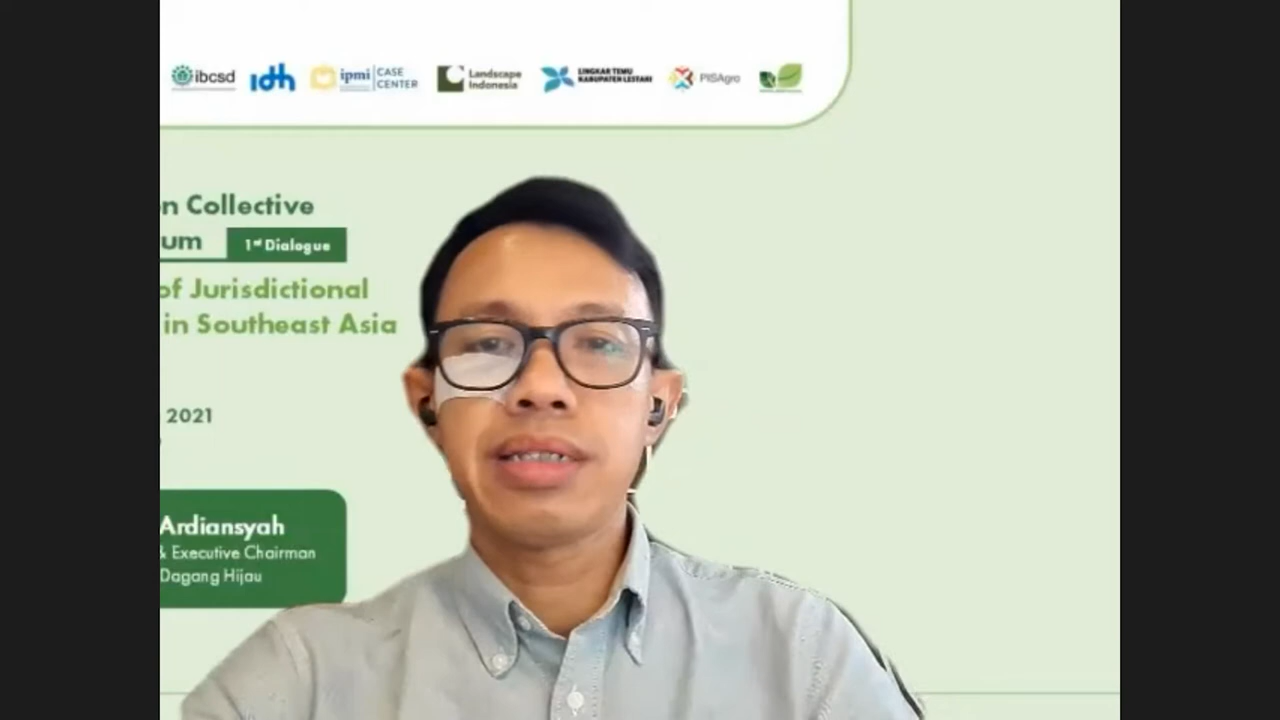 ibcsd
idh
ipmi CASE CENTER
Landscape Indonesia
LINGKAR TEMU KABUPATEN LESTARI
PISAgro
n Collective
um 1st Dialogue
of Jurisdictional
in Southeast Asia
2021
Ardiansyah
& Executive Chairman
Dagang Hijau